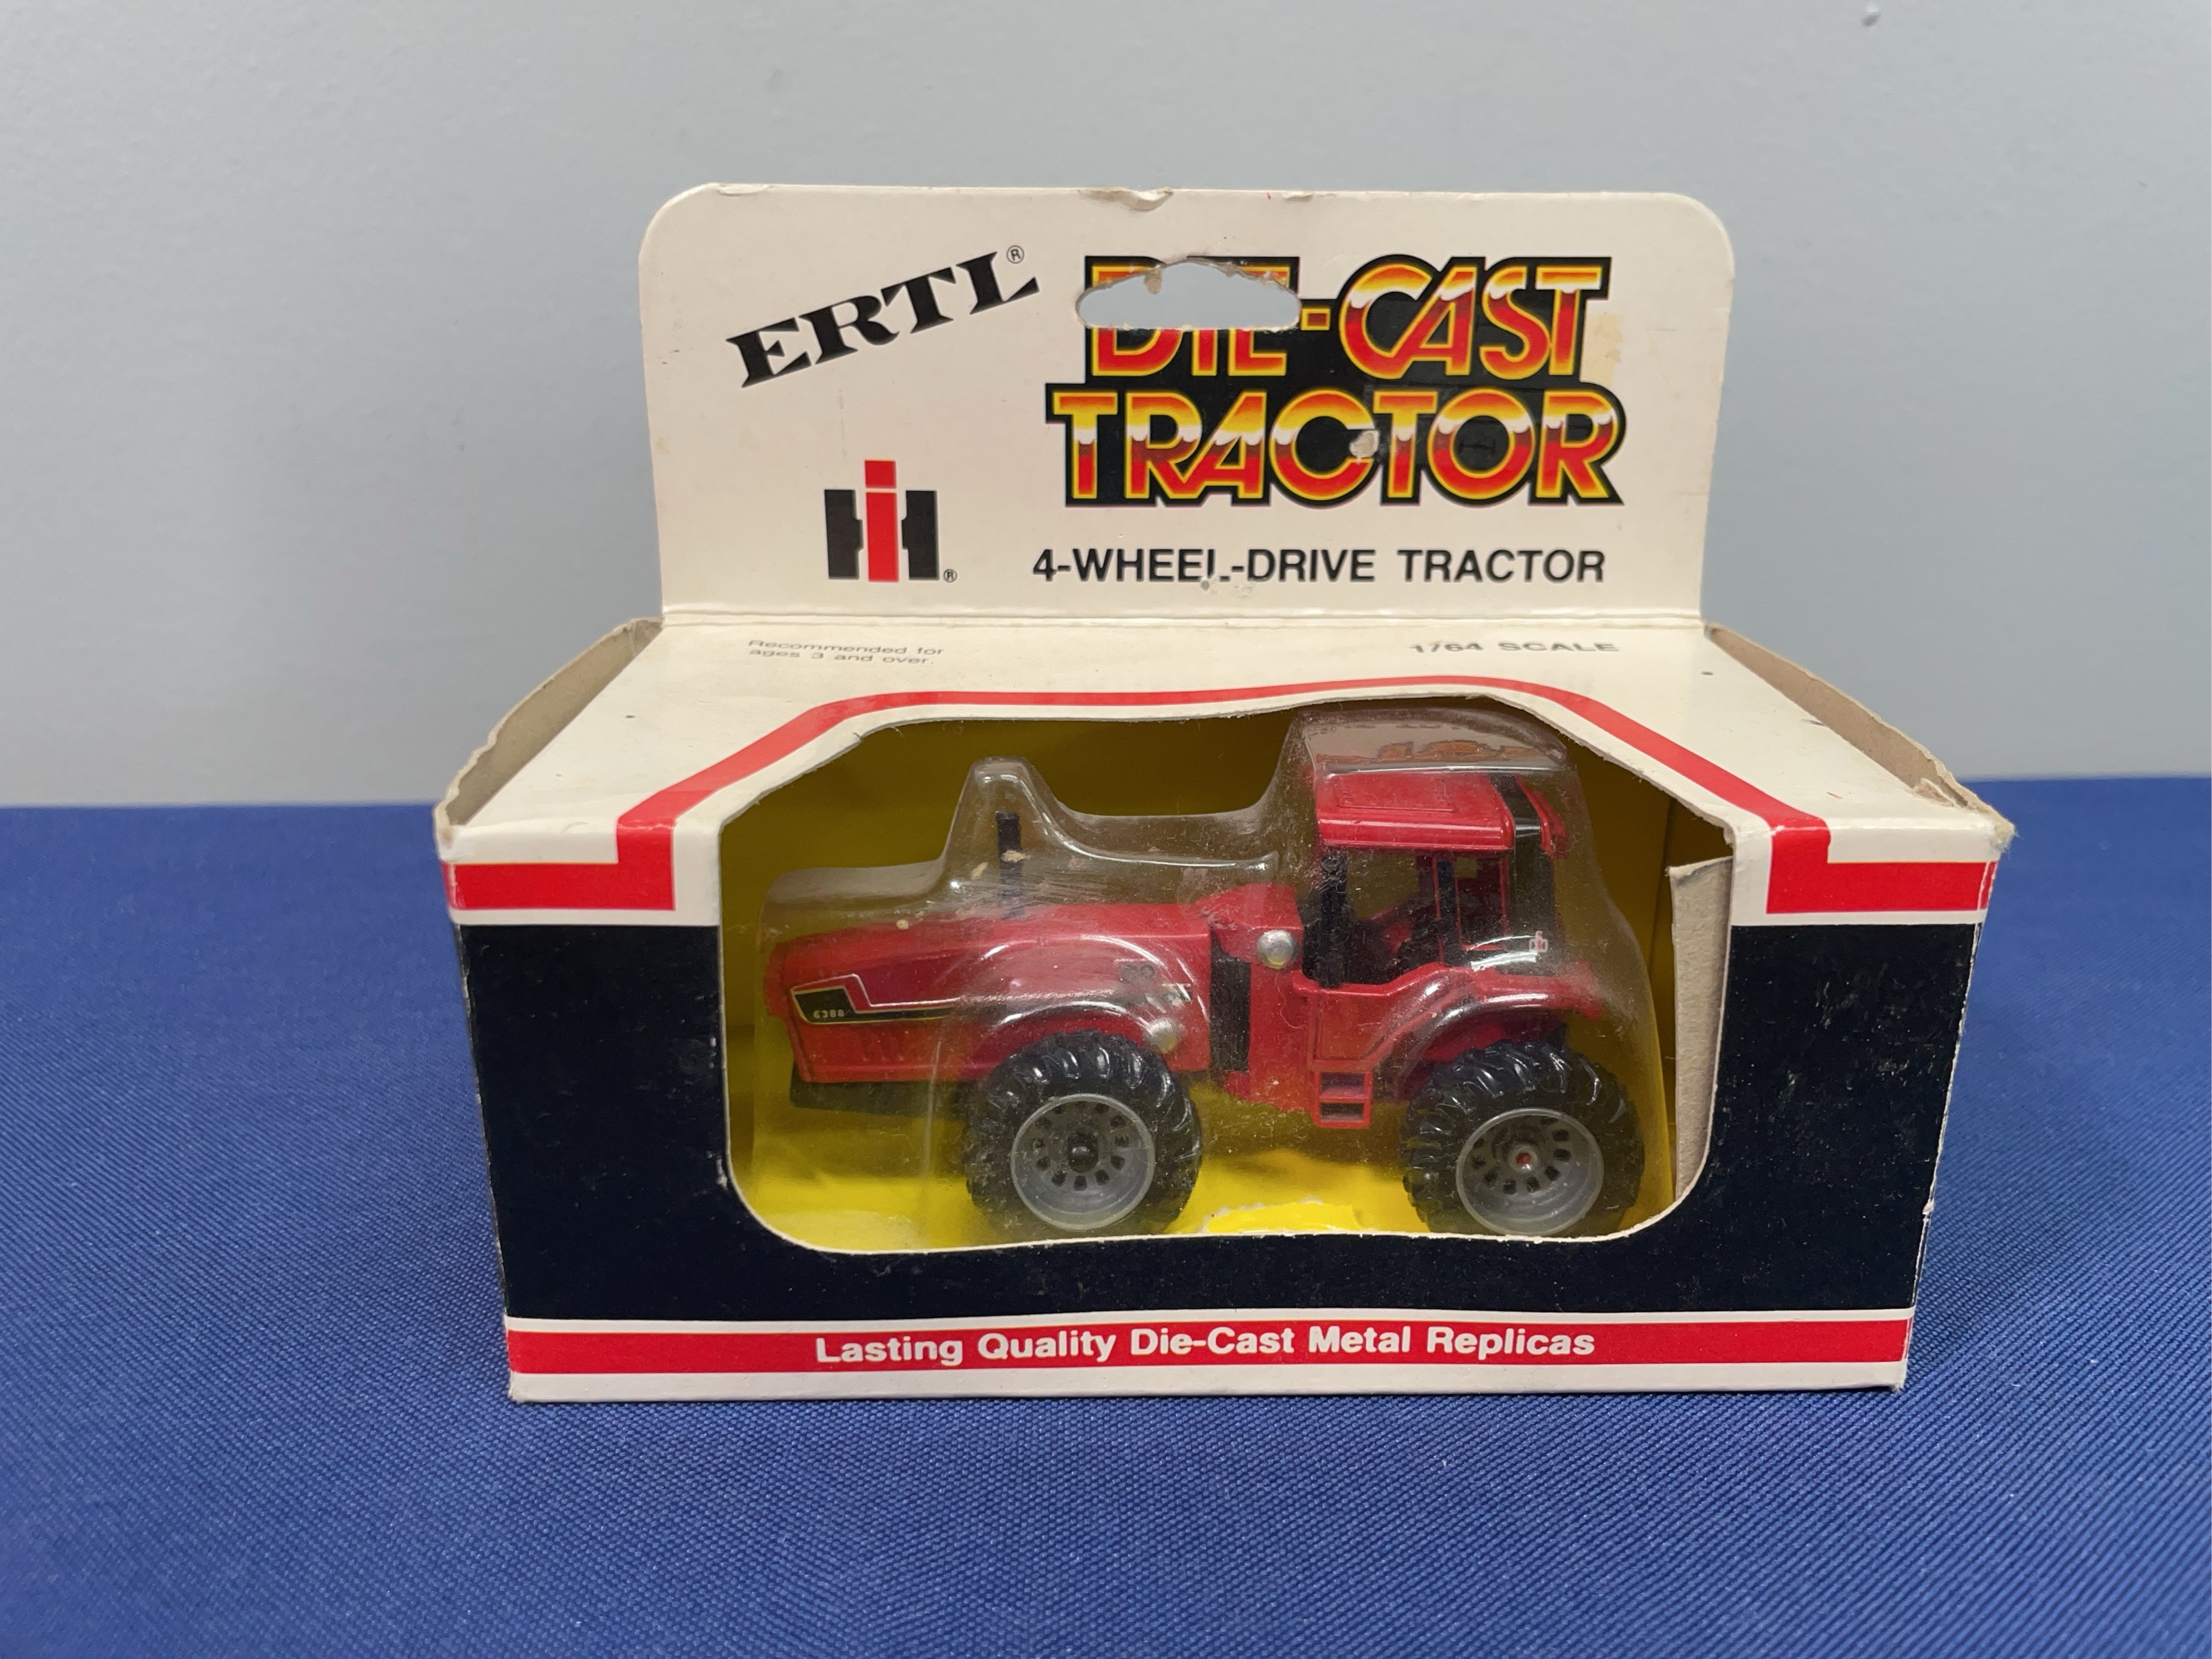 ERTL®
DIE-CAST
TRACTOR
IH®
4-WHEEL-DRIVE TRACTOR
Recommended for
ages 3 and over.
1/64 SCALE
6388
Lasting Quality Die-Cast Metal Replicas